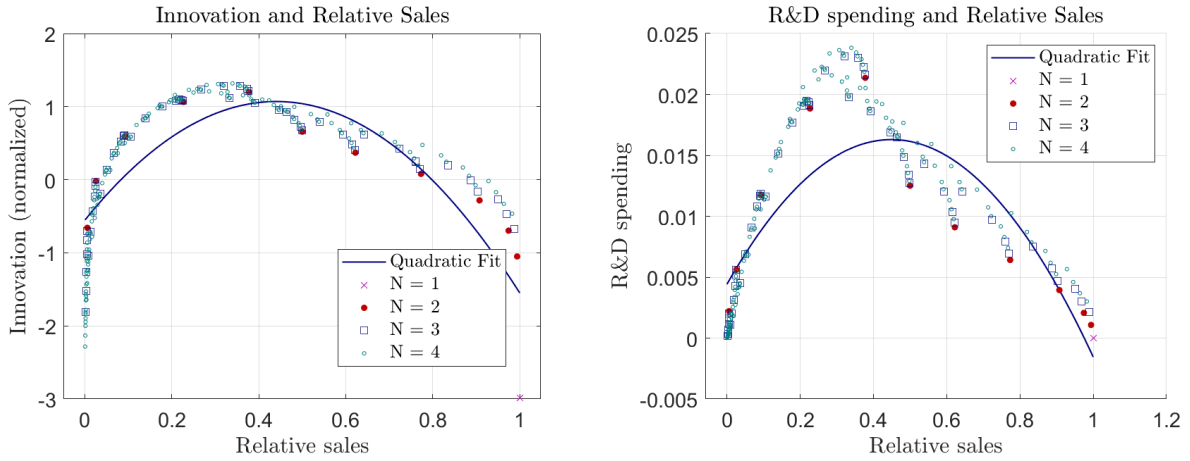 Innovation and Relative Sales
2
1
0
-1
-2
-3
Innovation (normalized)
Quadratic Fit
N = 1
N = 2
N = 3
N = 4
0
0.2
0.4
0.6
0.8
1
Relative sales
R&D spending and Relative Sales
0.025
0.02
0.015
0.01
0.005
0
-0.005
R&D spending
Quadratic Fit
N = 1
N = 2
N = 3
N = 4
0
0.2
0.4
0.6
0.8
1
1.2
Relative sales